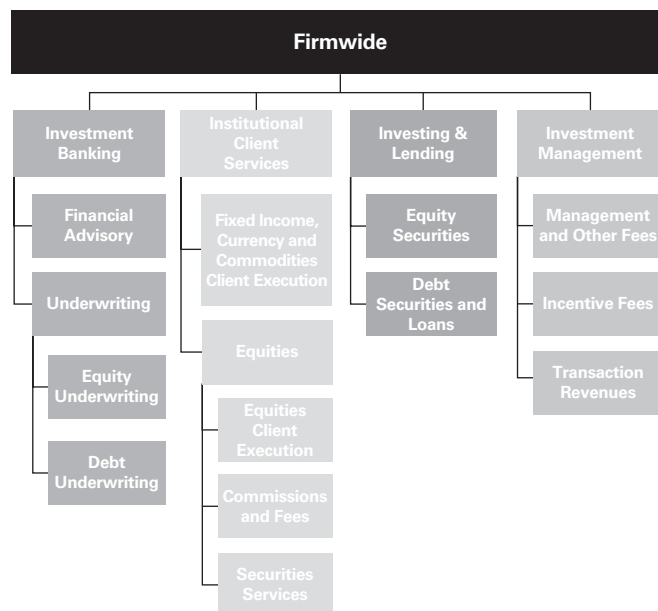 Firmwide
Investment
Banking
Financial
Advisory
Underwriting
Equity
Underwriting
Debt
Underwriting
Institutional
Client
Services
Fixed Income,
Currency and
Commodities
Client Execution
Equities
Equities
Client
Execution
Commissions
and Fees
Securities
Services
Investing &
Lending
Equity
Securities
Debt
Securities and
Loans
Investment
Management
Management
and Other Fees
Incentive Fees
Transaction
Revenues